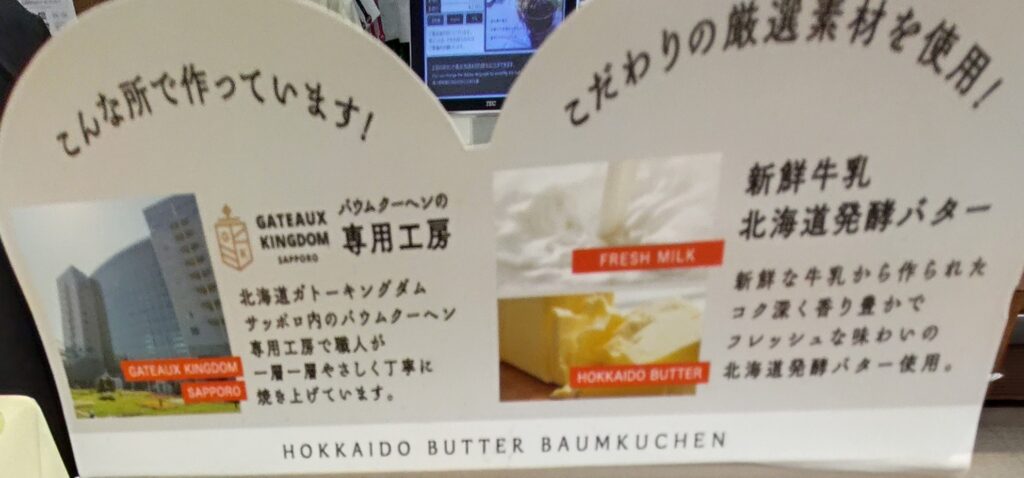 こんな所で作っています!
GATEAUX
KINGDOM
SAPPORO
バウムクーヘンの
専用工房
北海道ガトーキングダム
サッポロ内のバウムクーヘン
専用工房で職人が
一層一層やさしく丁寧に
焼き上げています。
GATEAUX KINGDOM
SAPPORO
こだわりの厳選素材を使用!
FRESH MILK
HOKKAIDO BUTTER
新鮮牛乳
北海道発酵バター
新鮮な牛乳から作られた
コク深く香り豊かで
フレッシュな味わいの
北海道発酵バター使用。
HOKKAIDO BUTTER BAUMKUCHEN
TEC